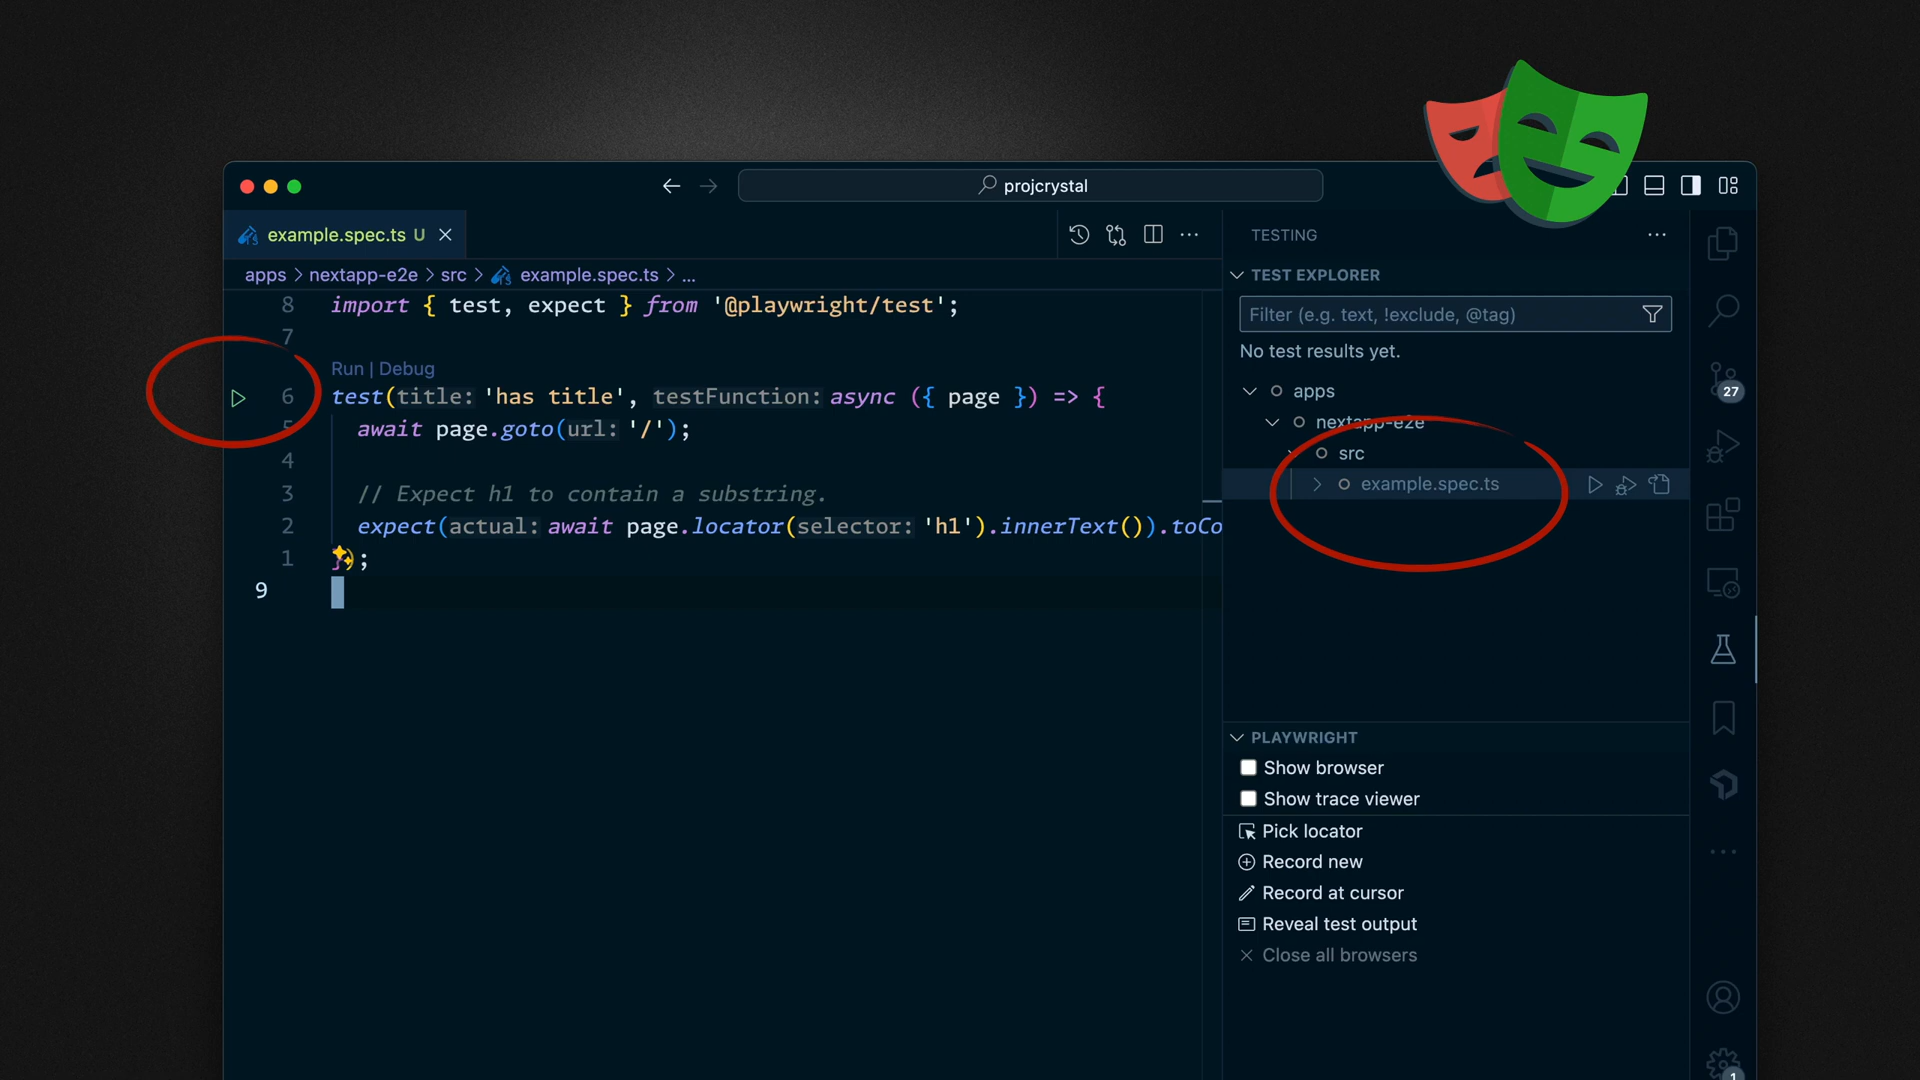 projcrystal
example.spec.ts U
apps > nextapp-e2e > src > example.spec.ts > ...
8 import { test, expect } from '@playwright/test';
7
Run | Debug
6 test(title: 'has title', testFunction: async ({ page }) => {
5 await page.goto(url: '/');
4
3 // Expect h1 to contain a substring.
2 expect(actual: await page.locator(selector: 'h1').innerText()).toCo
1 });
9
TESTING
TEST EXPLORER
Filter (e.g. text, !exclude, @tag)
No test results yet.
apps
nextapp-e2e
src
example.spec.ts
PLAYWRIGHT
Show browser
Show trace viewer
Pick locator
Record new
Record at cursor
Reveal test output
Close all browsers
27
1